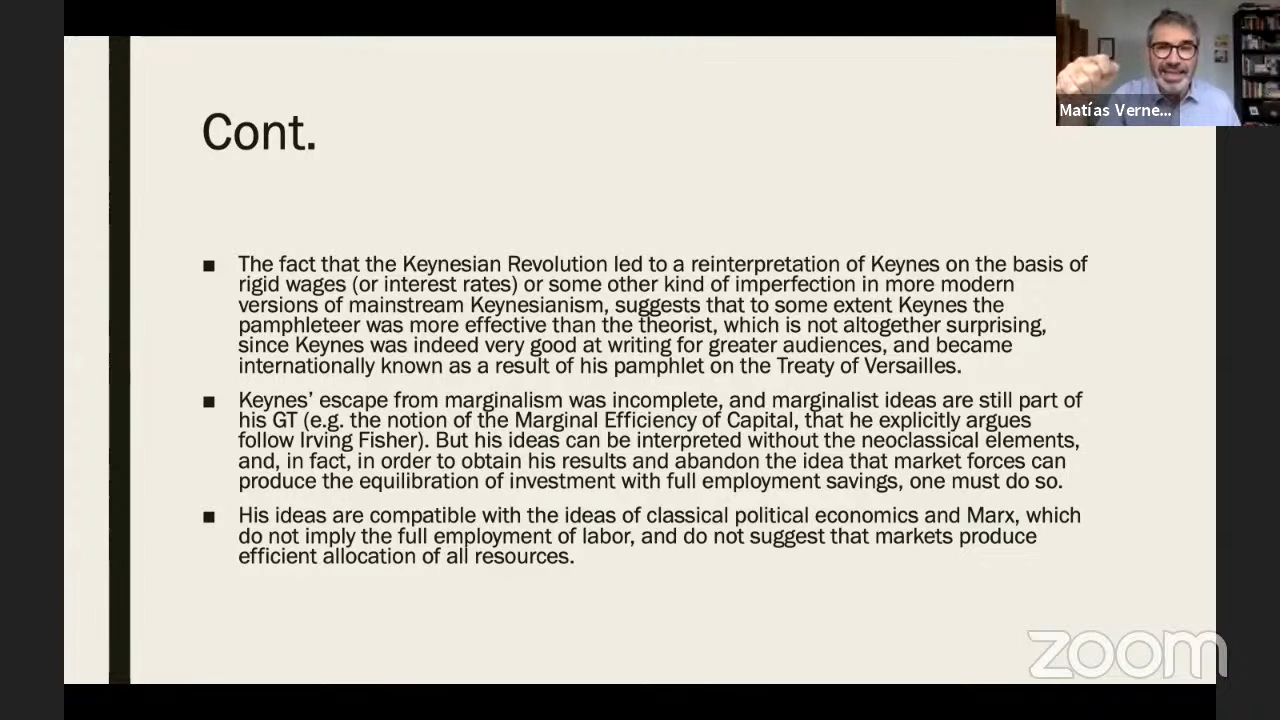 Matías Verne...
Cont.
■ The fact that the Keynesian Revolution led to a reinterpretation of Keynes on the basis of
rigid wages (or interest rates) or some other kind of imperfection in more modern
versions of mainstream Keynesianism, suggests that to some extent Keynes the
pamphleteer was more effective than the theorist, which is not altogether surprising,
since Keynes was indeed very good at writing for greater audiences, and became
internationally known as a result of his pamphlet on the Treaty of Versailles.
■ Keynes’ escape from marginalism was incomplete, and marginalist ideas are still part of
his GT (e.g. the notion of the Marginal Efficiency of Capital, that he explicitly argues
follow Irving Fisher). But his ideas can be interpreted without the neoclassical elements,
and, in fact, in order to obtain his results and abandon the idea that market forces can
produce the equilibration of investment with full employment savings, one must do so.
■ His ideas are compatible with the ideas of classical political economics and Marx, which
do not imply the full employment of labor, and do not suggest that markets produce
efficient allocation of all resources.
zoom